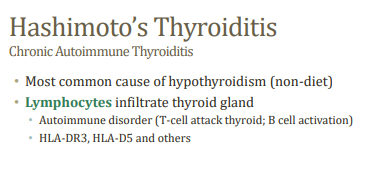 Hashimoto's Thyroiditis
Chronic Autoimmune Thyroiditis
• Most common cause of hypothyroidism (non-diet)
• Lymphocytes infiltrate thyroid gland
• Autoimmune disorder (T-cell attack thyroid; B cell activation)
• HLA-DR3, HLA-D5 and others